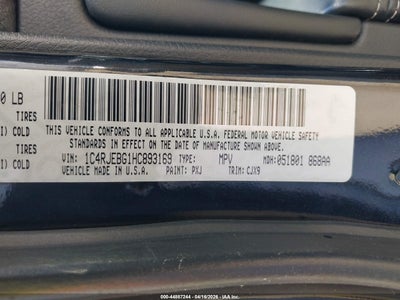 0 LB
TIRES
I) COLD
TIRES
I) COLD
THIS VEHICLE CONFORMS TO ALL APPLICABLE U.S.A. FEDERAL MOTOR VEHICLE SAFETY
STANDARDS IN EFFECT ON THE DATE OF MANUFACTURE SHOWN ABOVE.
VIN: 1C4RJEBG1HC893169 TYPE: MPV MDH: 051801 868AA
VEHICLE MADE IN U.S.A. PAINT: PXJ TRIM: CJX9
000-44887244 - 04/16/2026 - IAA Inc.